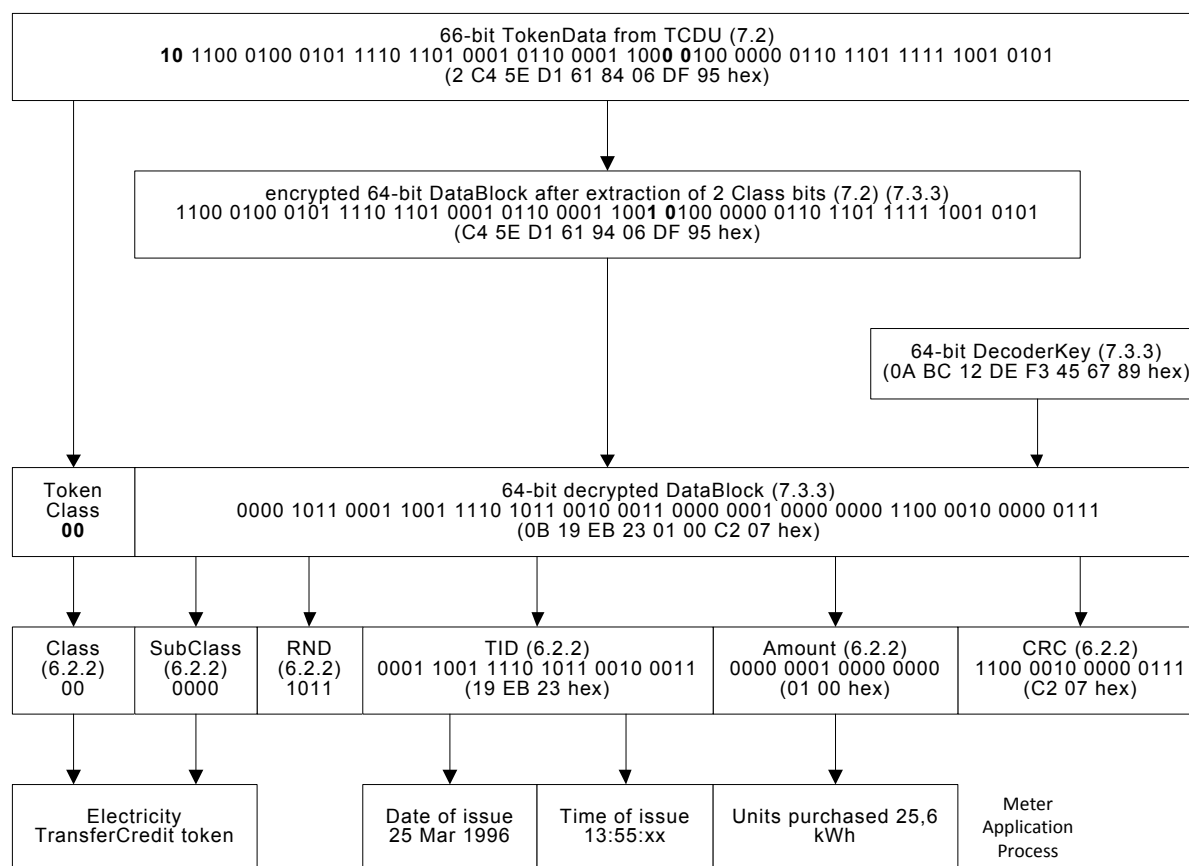 66-bit TokenData from TCDU (7.2)
10 1100 0100 0101 1110 1101 0001 0110 0001 1000 0100 0000 0110 1101 1111 1001 0101
(2 C4 5E D1 61 84 06 DF 95 hex)
encrypted 64-bit DataBlock after extraction of 2 Class bits (7.2) (7.3.3)
1100 0100 0101 1110 1101 0001 0110 0001 1001 0100 0000 0110 1101 1111 1001 0101
(C4 5E D1 61 94 06 DF 95 hex)
64-bit DecoderKey (7.3.3)
(0A BC 12 DE F3 45 67 89 hex)
Token
Class
00
64-bit decrypted DataBlock (7.3.3)
0000 1011 0001 1001 1110 1011 0010 0011 0000 0001 0000 0000 1100 0010 0000 0111
(0B 19 EB 23 01 00 C2 07 hex)
Class
(6.2.2)
00
SubClass
(6.2.2)
0000
RND
(6.2.2)
1011
TID (6.2.2)
0001 1001 1110 1011 0010 0011
(19 EB 23 hex)
Amount (6.2.2)
0000 0001 0000 0000
(01 00 hex)
CRC (6.2.2)
1100 0010 0000 0111
(C2 07 hex)
Electricity
TransferCredit token
Date of issue
25 Mar 1996
Time of issue
13:55:xx
Units purchased 25,6
kWh
Meter
Application
Process